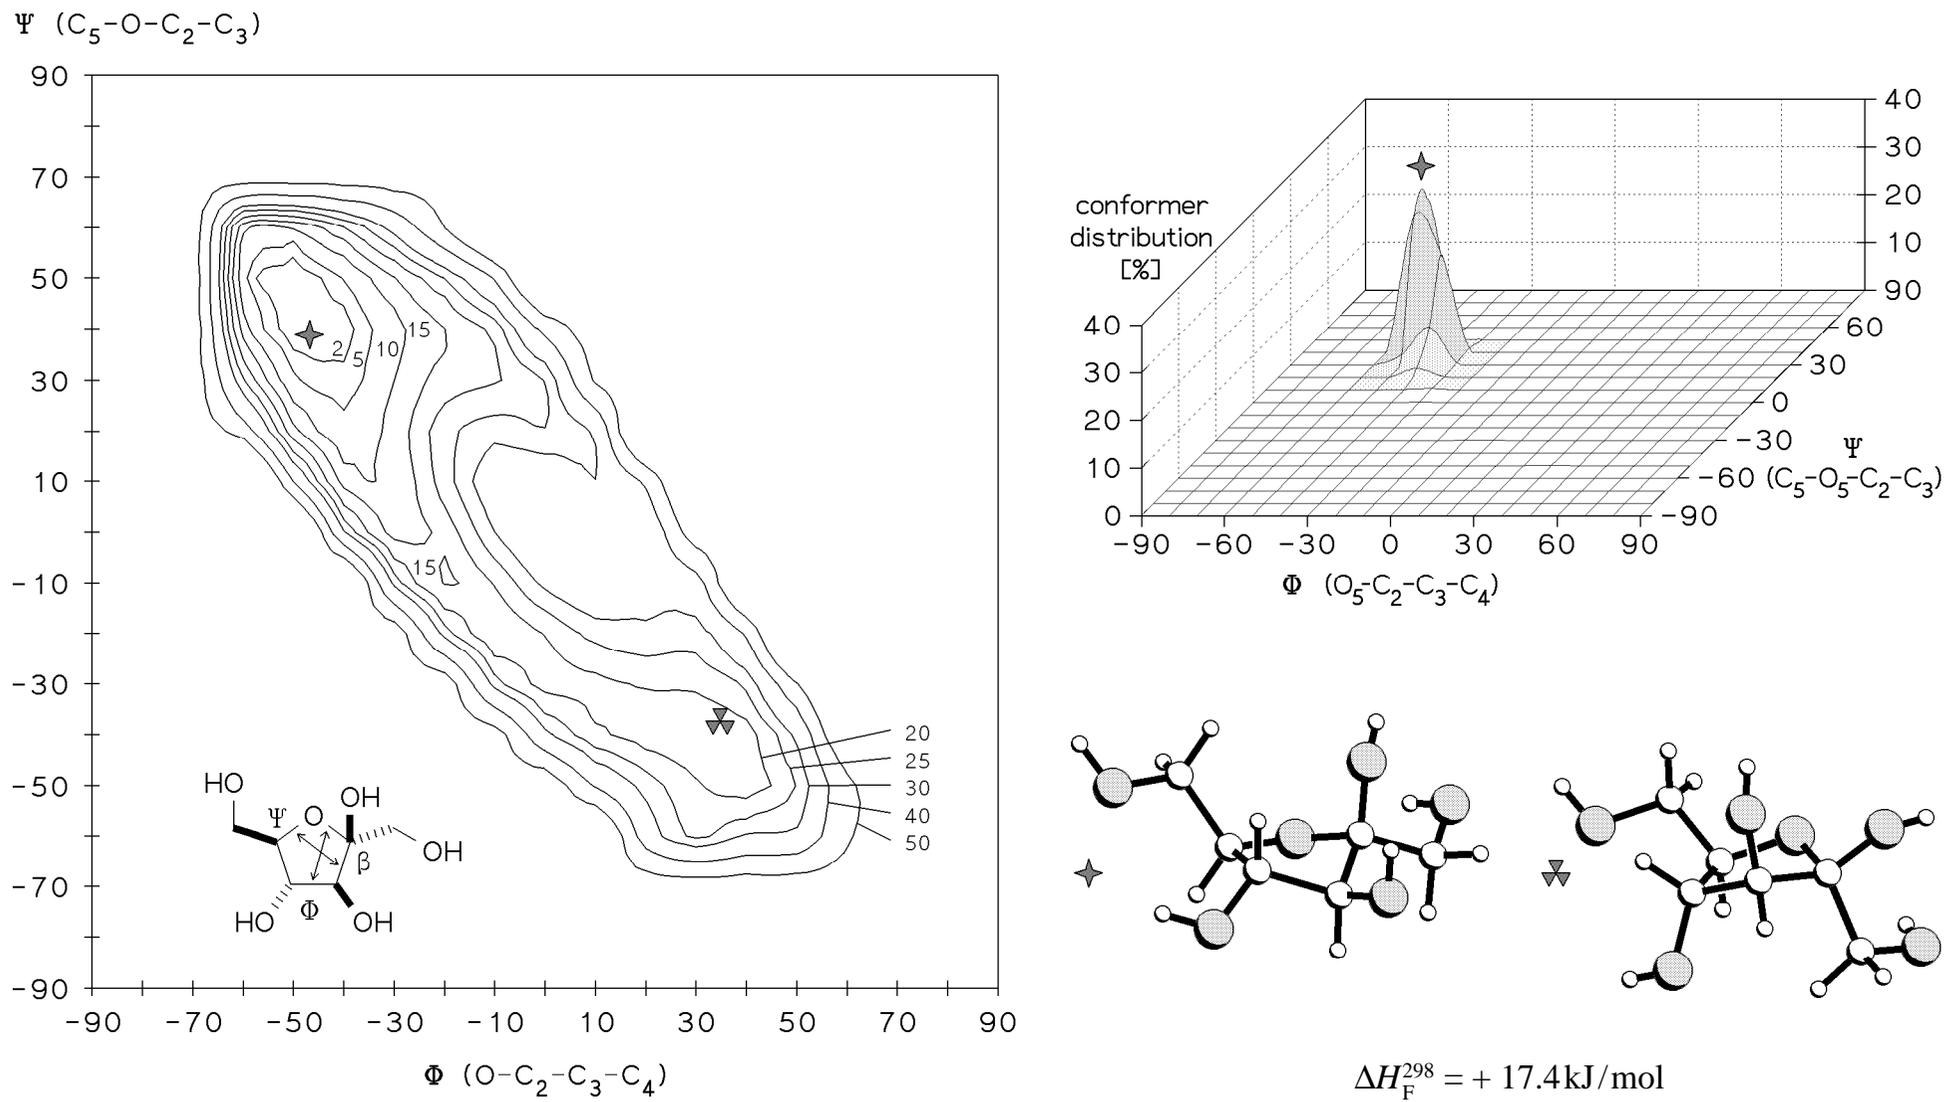 Ψ (C5–O–C2–C3)
90
70
50
30
10
−10
−30
−50
−70
−90
−90 −70 −50 −30 −10 10 30 50 70 90
Φ (O–C2–C3–C4)
2 5 10 15
15
20
25
30
40
50
HO
Ψ O OH
β OH
HO Φ OH
conformer
distribution
[%]
40
30
20
10
0
40
30
20
10
90
60
30
0
−30
−60
−90
Ψ
(C5–O5–C2–C3)
−90 −60 −30 0 30 60 90
Φ (O5–C2–C3–C4)
ΔH_F^298 = + 17.4 kJ/mol